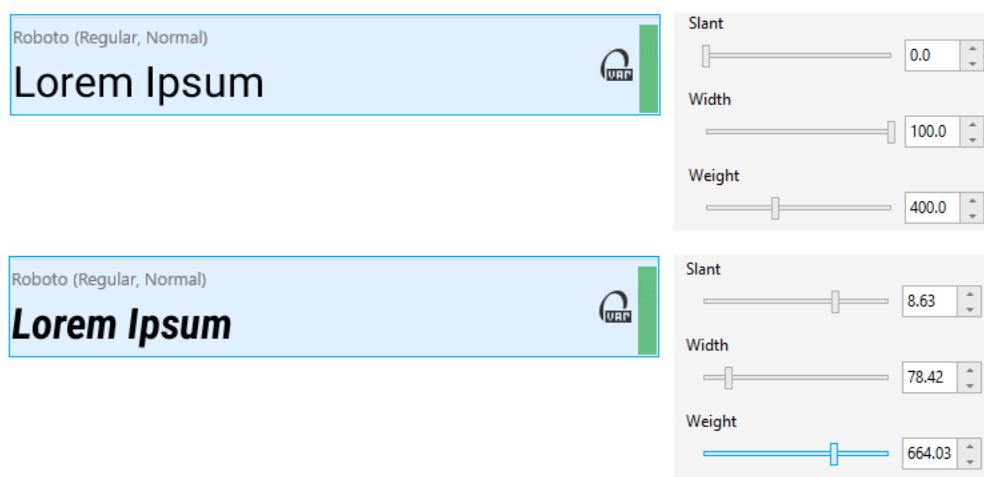 Roboto (Regular, Normal)
Lorem Ipsum
VAR
Slant
0.0
Width
100.0
Weight
400.0
Roboto (Regular, Normal)
Lorem Ipsum
VAR
Slant
8.63
Width
78.42
Weight
664.03